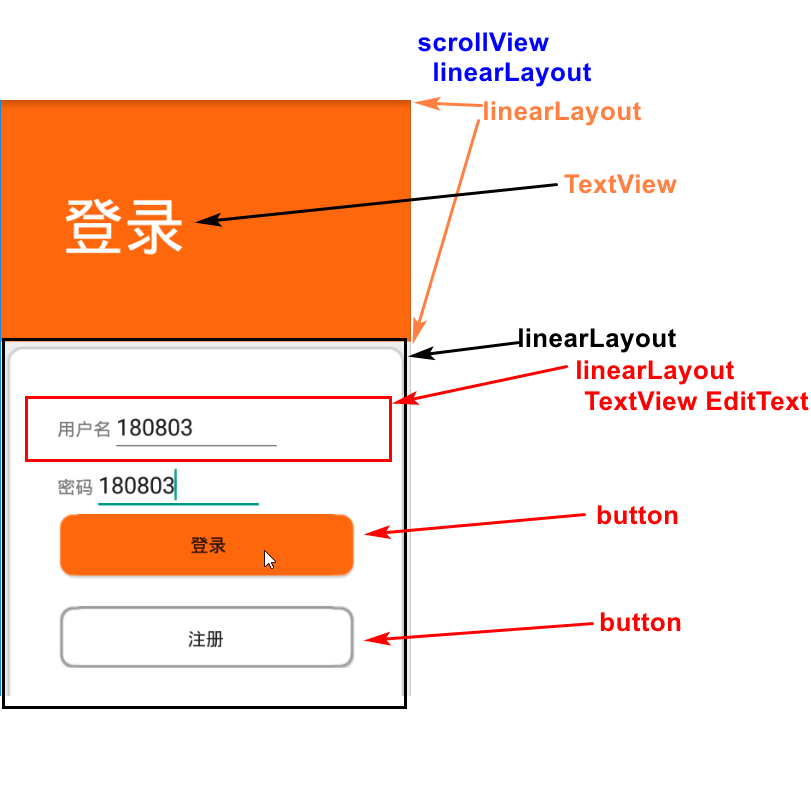 scrollView
linearLayout
linearLayout
TextView
登录
linearLayout
linearLayout
TextView EditText
用户名 180803
密码 180803
button
登录
button
注册